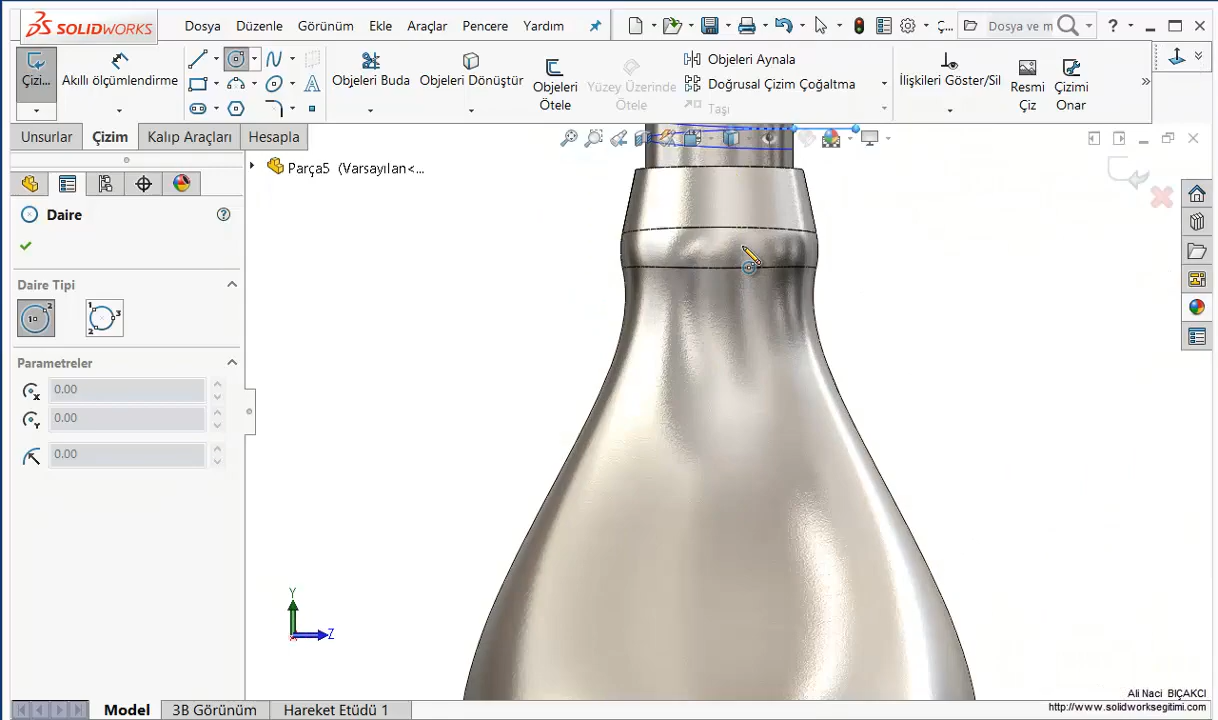 SOLIDWORKS
Dosya Düzenle Görünüm Ekle Araçlar Pencere Yardım
Ç...
Dosya ve m
?
Çizi...
Akıllı ölçümlendirme
Objeleri Buda
Objeleri Dönüştür
Objeleri Ötele
Yüzey Üzerinde Ötele
Objeleri Aynala
Doğrusal Çizim Çoğaltma
Taşı
İlişkileri Göster/Sil
Resmi Çiz
Çizimi Onar
Unsurlar Çizim Kalıp Araçları Hesapla
Parça5 (Varsayılan<...
Daire
Daire Tipi
Parametreler
0.00
0.00
0.00
Y
Z
Ali Naci BIÇAKCI
http://www.solidworksegitimi.com
Model 3B Görünüm Hareket Etüdü 1